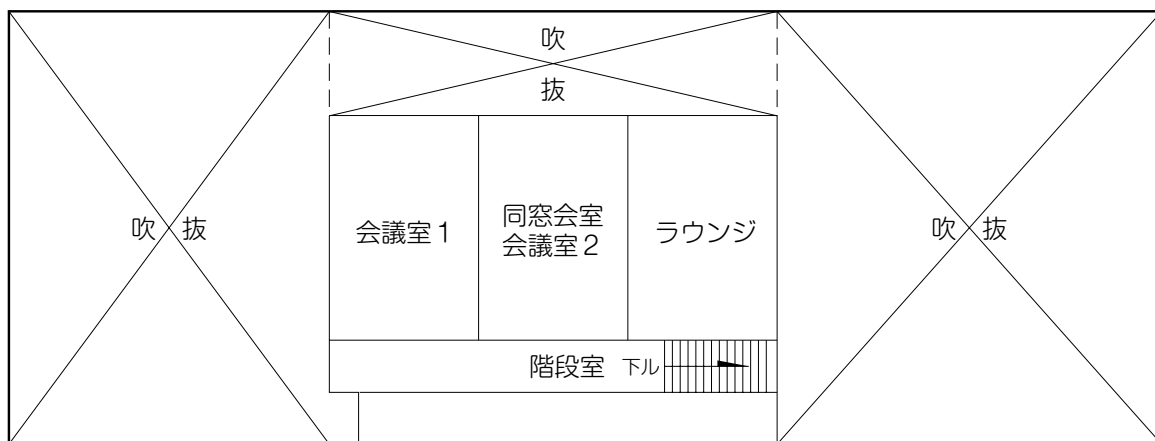 吹
抜
吹 抜
会議室１
同窓会室
会議室２
ラウンジ
吹 抜
階段室 下ル